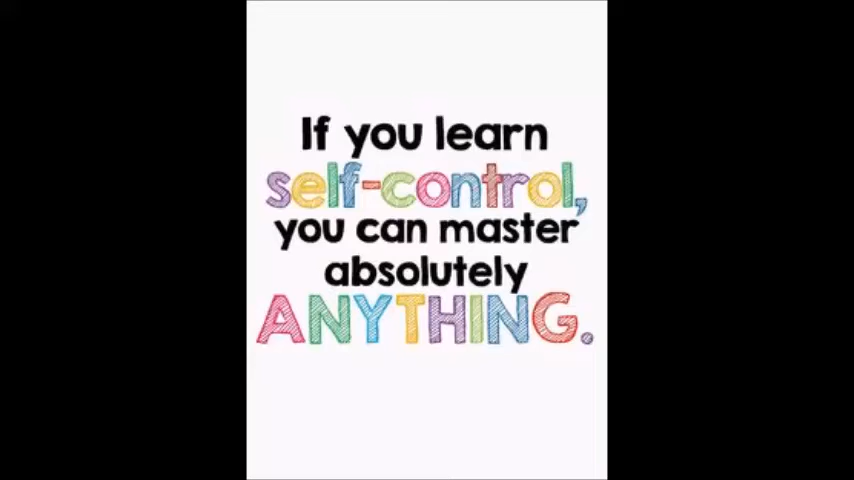 If you learn
self-control,
you can master
absolutely
ANYTHING.